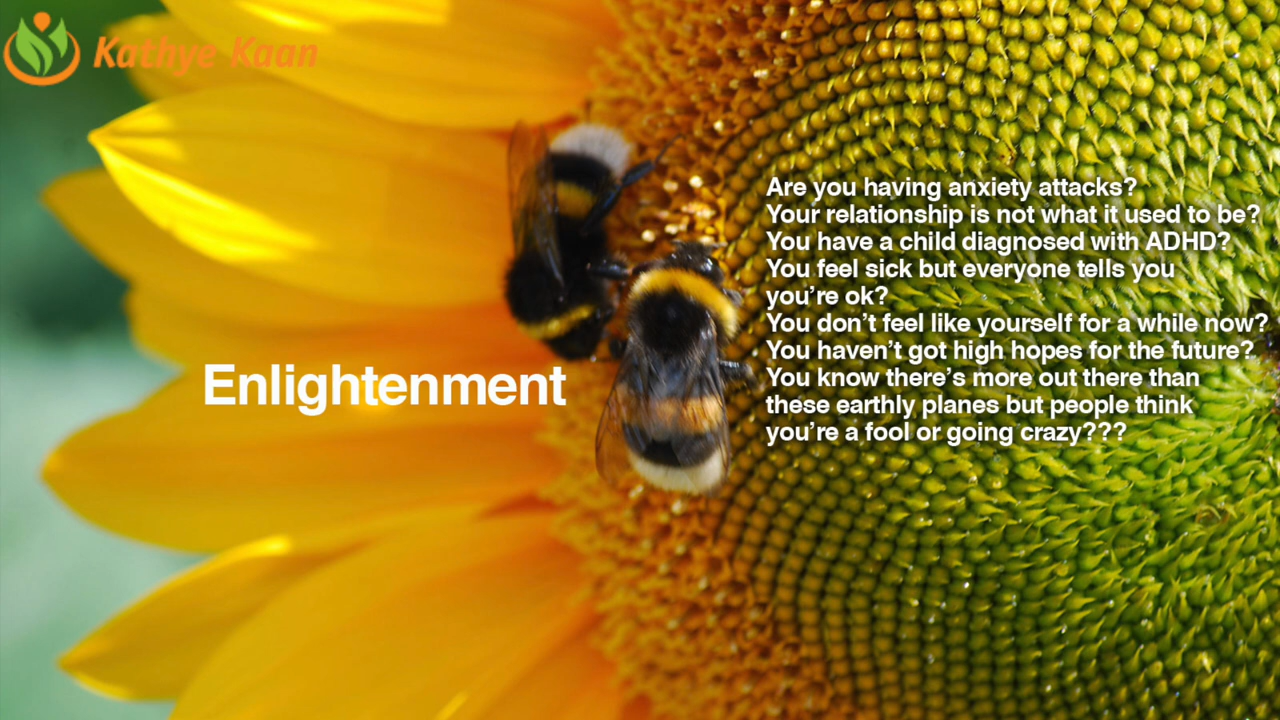 Kathye Kaan
Enlightenment
Are you having anxiety attacks?
Your relationship is not what it used to be?
You have a child diagnosed with ADHD?
You feel sick but everyone tells you
you’re ok?
You don’t feel like yourself for a while now?
You haven’t got high hopes for the future?
You know there’s more out there than
these earthly planes but people think
you’re a fool or going crazy???